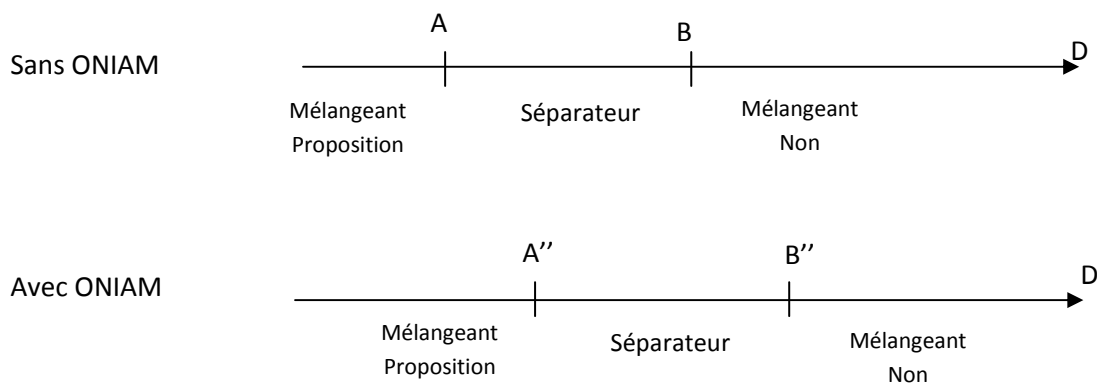 A
B
D
Sans ONIAM
Mélangeant
Proposition
Séparateur
Mélangeant
Non
A’’
B’’
D
Avec ONIAM
Mélangeant
Proposition
Séparateur
Mélangeant
Non